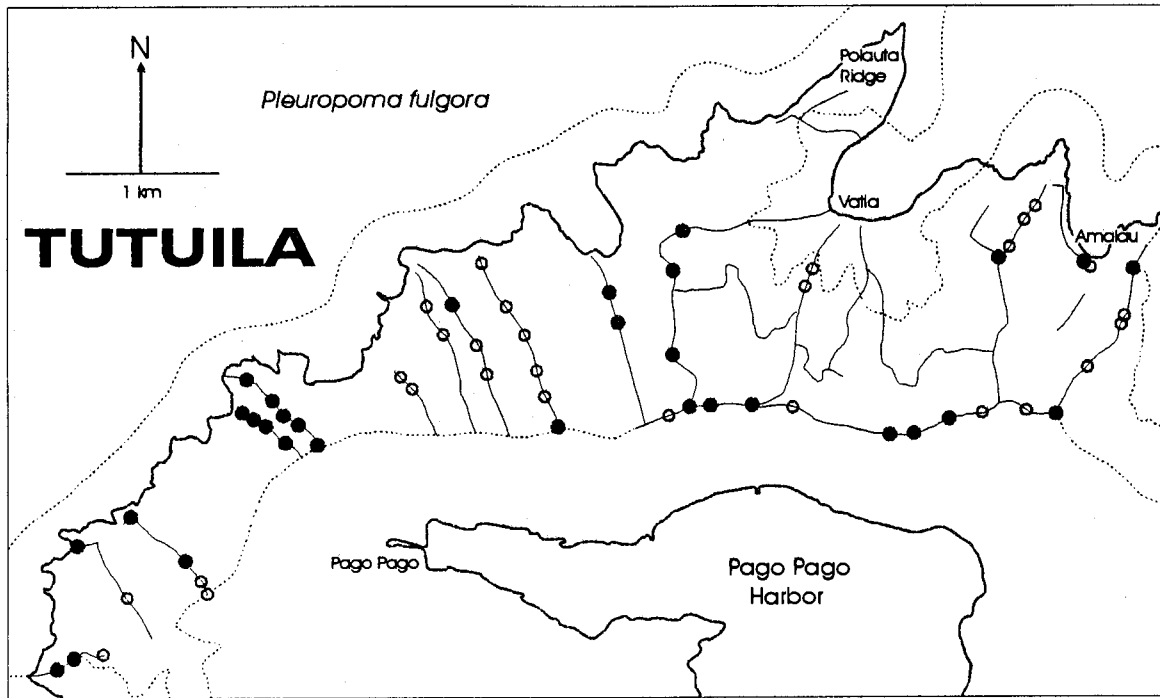 N
Pleuropoma fulgora
1 km
TUTUILA
Polauta
Ridge
Vatia
Amalau
Pago Pago
Pago Pago
Harbor